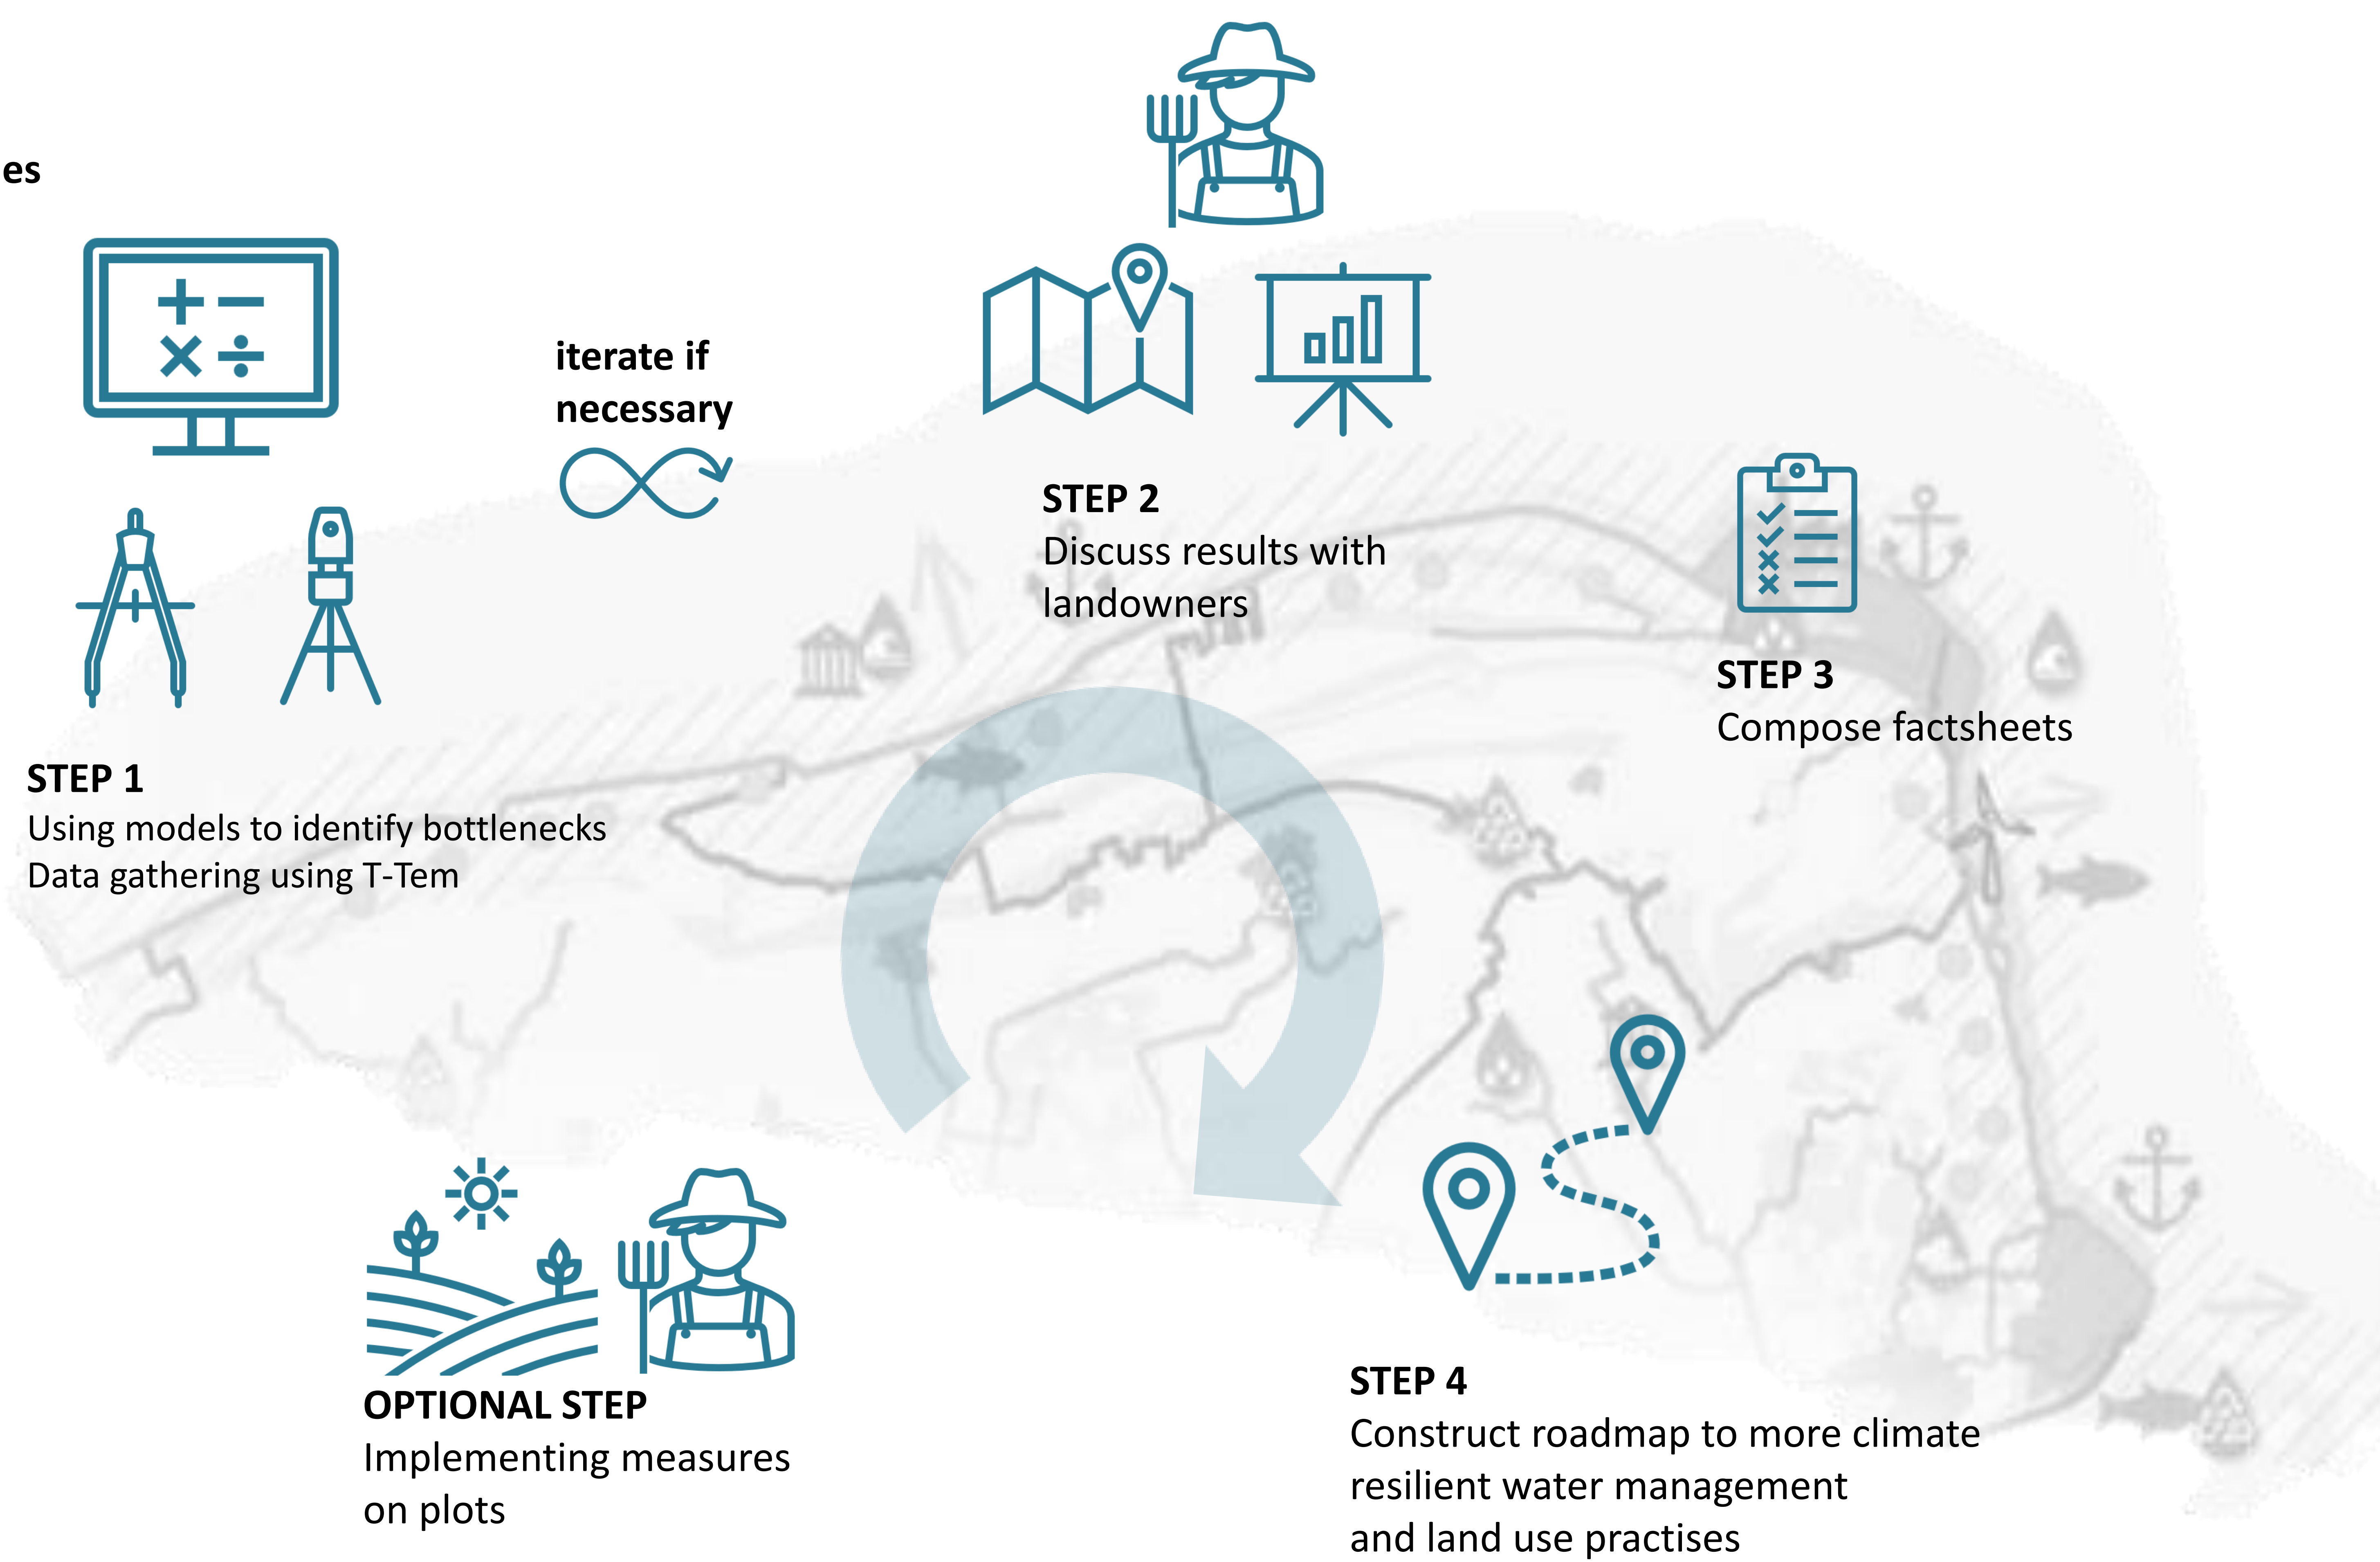 es
iterate if
necessary
STEP 1
Using models to identify bottlenecks
Data gathering using T-Tem
STEP 2
Discuss results with
landowners
STEP 3
Compose factsheets
STEP 4
Construct roadmap to more climate
resilient water management
and land use practises
OPTIONAL STEP
Implementing measures
on plots